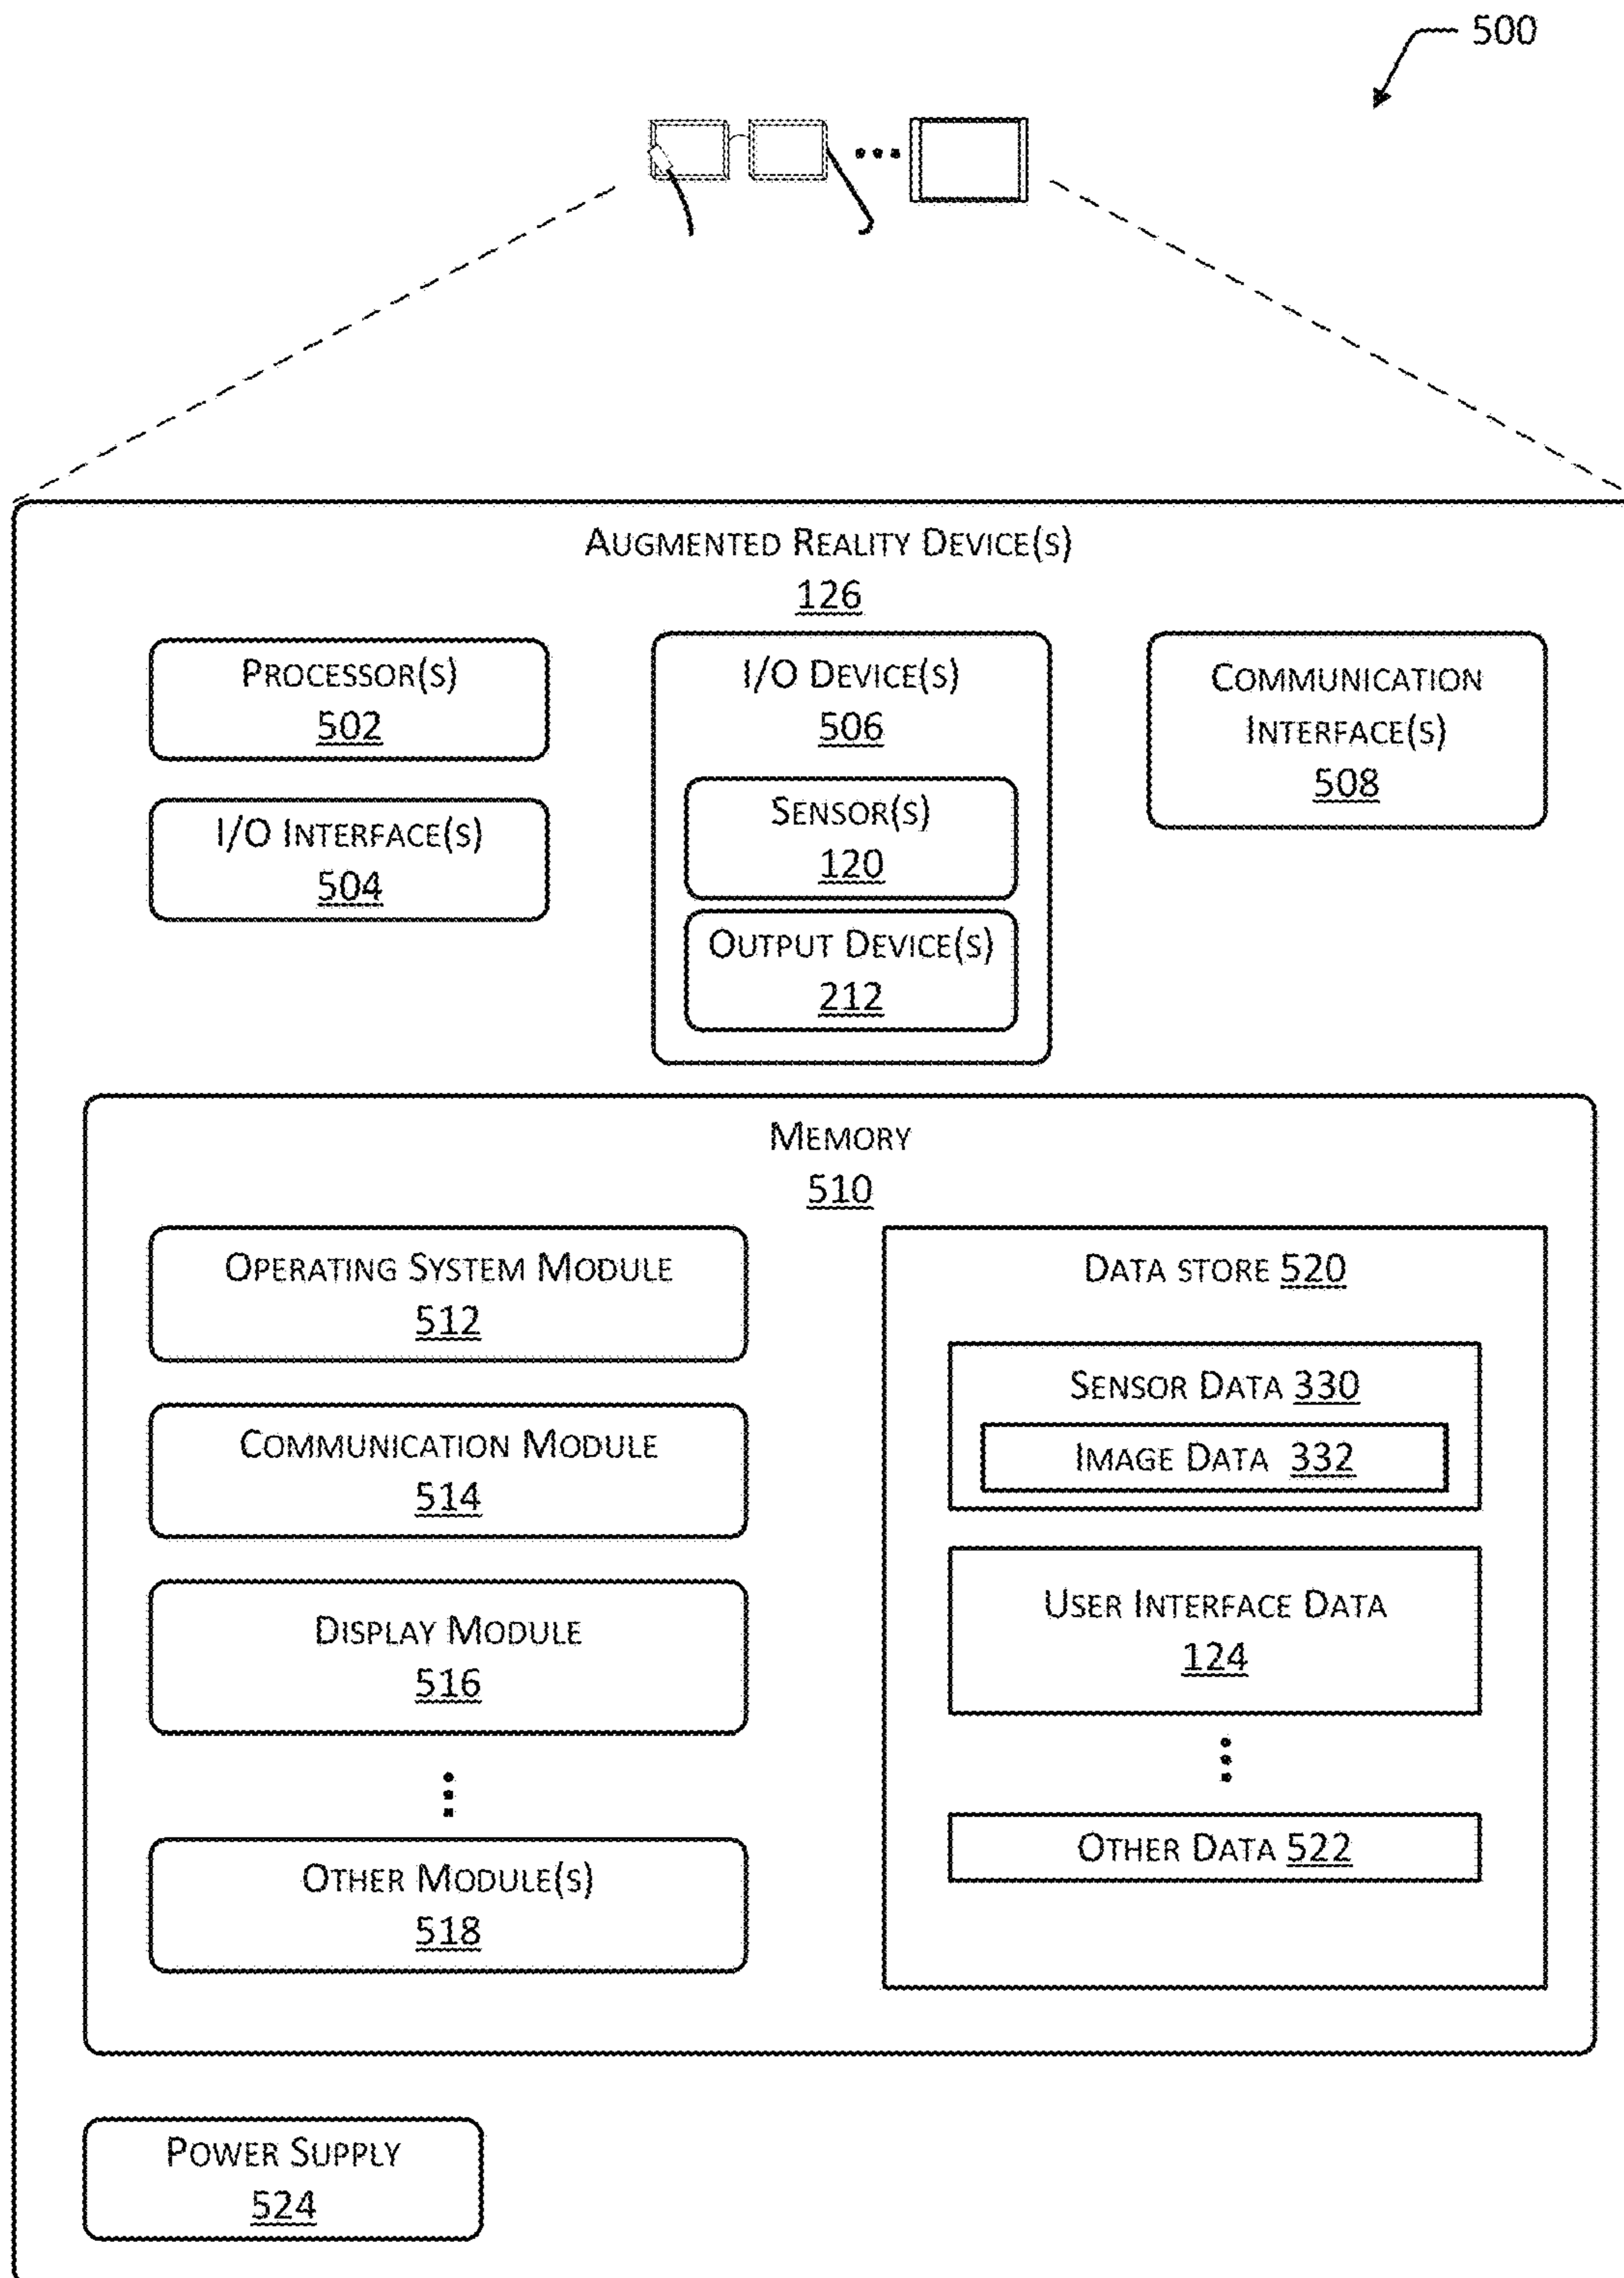 500
AUGMENTED REALITY DEVICE(S)
126
PROCESSOR(S)
502
I/O INTERFACE(S)
504
I/O DEVICE(S)
506
SENSOR(S)
120
OUTPUT DEVICE(S)
212
COMMUNICATION
INTERFACE(S)
508
MEMORY
510
OPERATING SYSTEM MODULE
512
COMMUNICATION MODULE
514
DISPLAY MODULE
516
OTHER MODULE(S)
518
DATA STORE 520
SENSOR DATA 330
IMAGE DATA 332
USER INTERFACE DATA
124
OTHER DATA 522
POWER SUPPLY
524